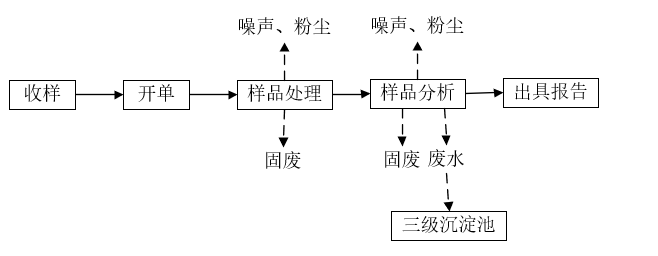 噪声、粉尘
噪声、粉尘
收样
开单
样品处理
样品分析
出具报告
固废
固废
废水
三级沉淀池